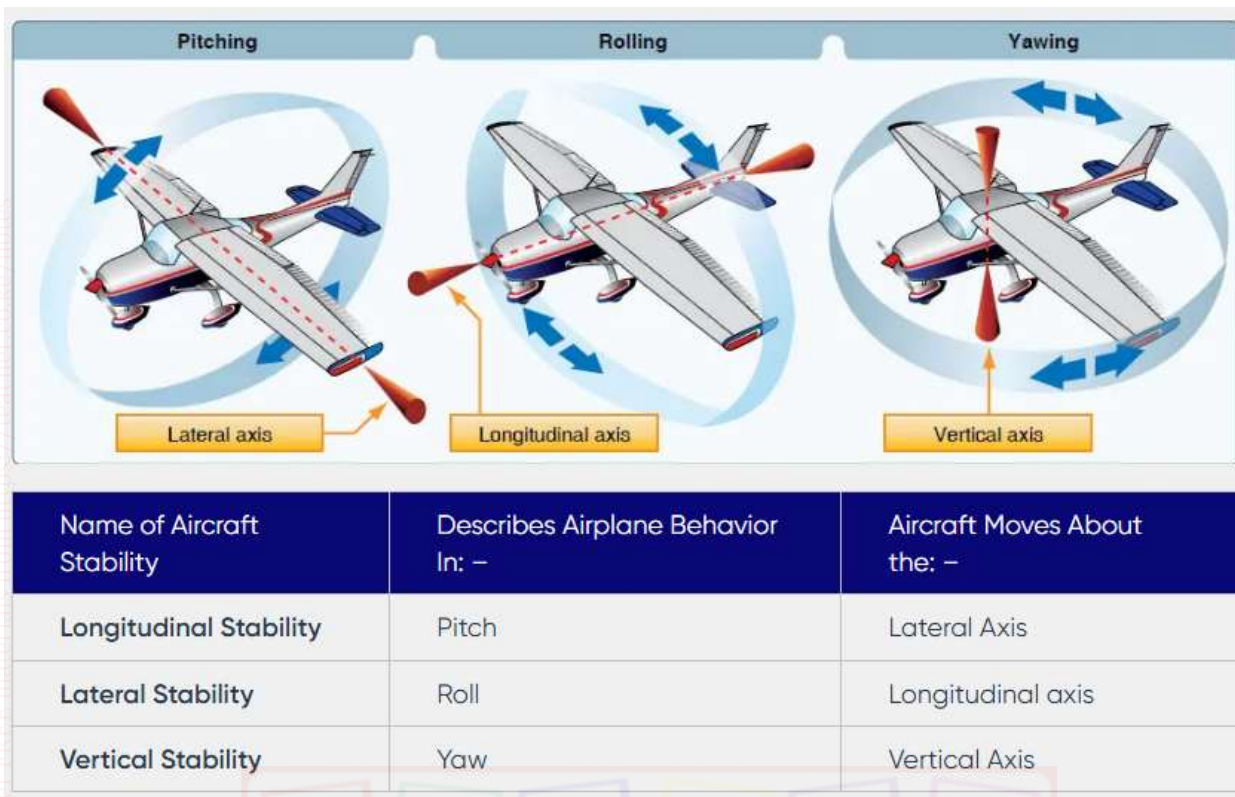 Pitching
Rolling
Yawing
Lateral axis
Longitudinal axis
Vertical axis
Name of Aircraft
Stability
Describes Airplane Behavior
In: –
Aircraft Moves About
the: –
Longitudinal Stability
Pitch
Lateral Axis
Lateral Stability
Roll
Longitudinal axis
Vertical Stability
Yaw
Vertical Axis